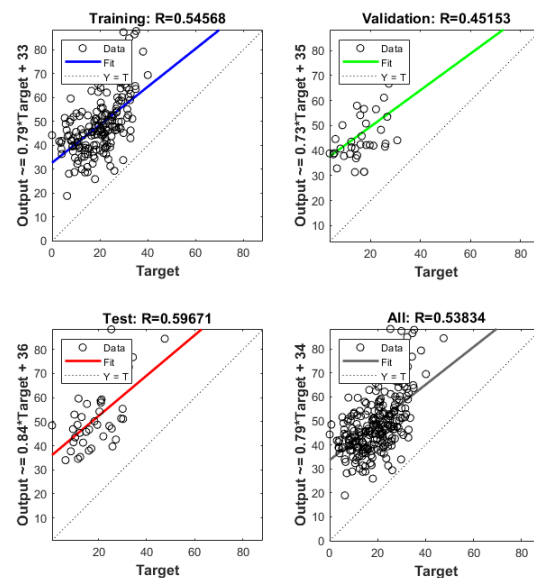 Training: R=0.54568
Output ~= 0.79*Target + 33
80
70
60
50
40
30
20
10
0
Data
Fit
Y = T
0 20 40 60 80
Target
Validation: R=0.45153
Output ~= 0.73*Target + 35
80
70
60
50
40
30
20
10
Data
Fit
Y = T
20 40 60 80
Target
Test: R=0.59671
Output ~= 0.84*Target + 36
80
70
60
50
40
30
20
10
Data
Fit
Y = T
20 40 60 80
Target
All: R=0.53834
Output ~= 0.79*Target + 34
80
70
60
50
40
30
20
10
0
Data
Fit
Y = T
0 20 40 60 80
Target